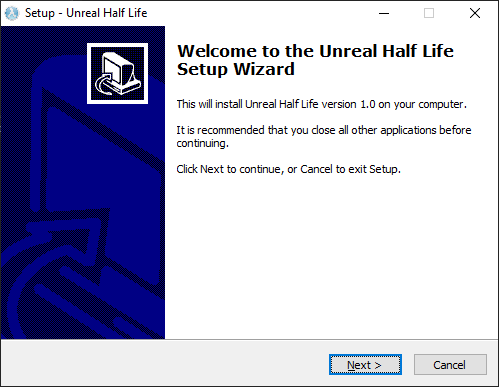 Setup - Unreal Half Life
Welcome to the Unreal Half Life
Setup Wizard
This will install Unreal Half Life version 1.0 on your computer.
It is recommended that you close all other applications before
continuing.
Click Next to continue, or Cancel to exit Setup.
Next >
Cancel